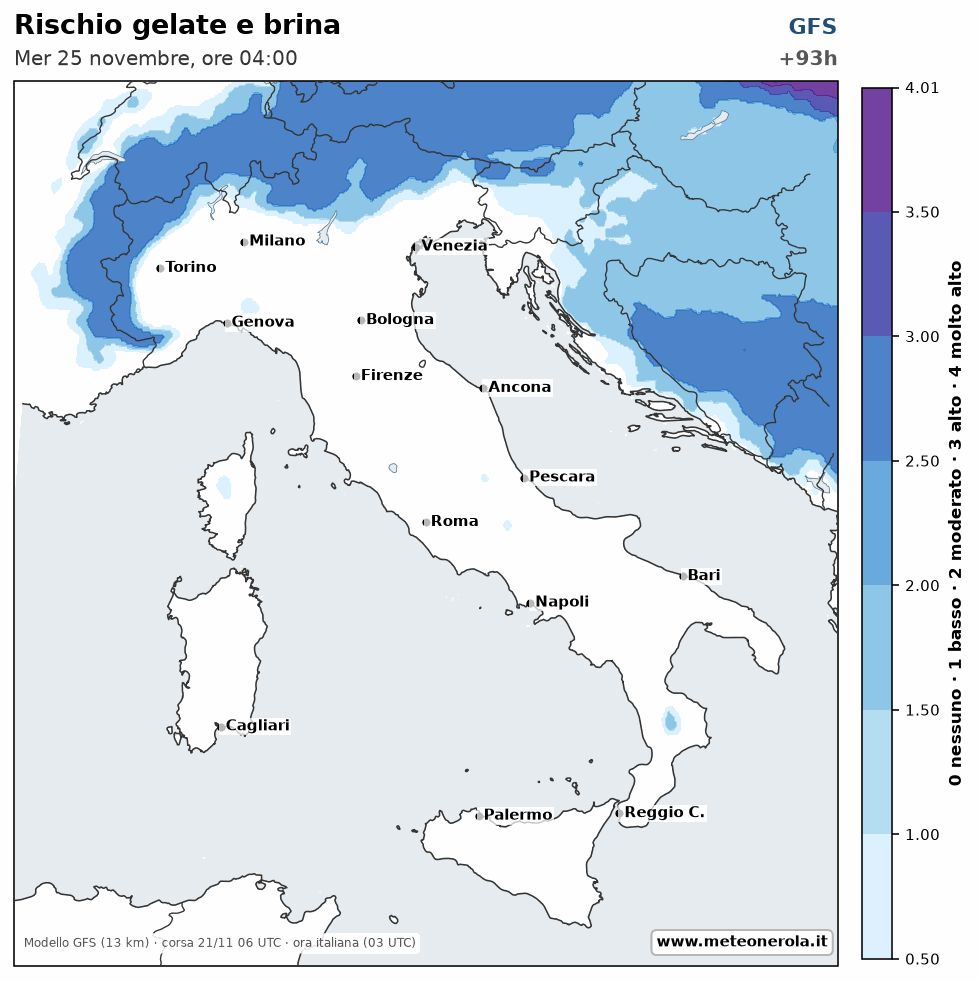 Rischio gelate e brina
GFS
Mer 25 novembre, ore 04:00
+93h
4.01
3.50
3.00
2.50
2.00
1.50
1.00
0.50
0 nessuno · 1 basso · 2 moderato · 3 alto · 4 molto alto
Milano
Venezia
Torino
Bologna
Genova
Firenze
Ancona
Pescara
Roma
Bari
Napoli
Cagliari
Reggio C.
Palermo
Modello GFS (13 km) · corsa 21/11 06 UTC · ora italiana (03 UTC)
www.meteonerola.it